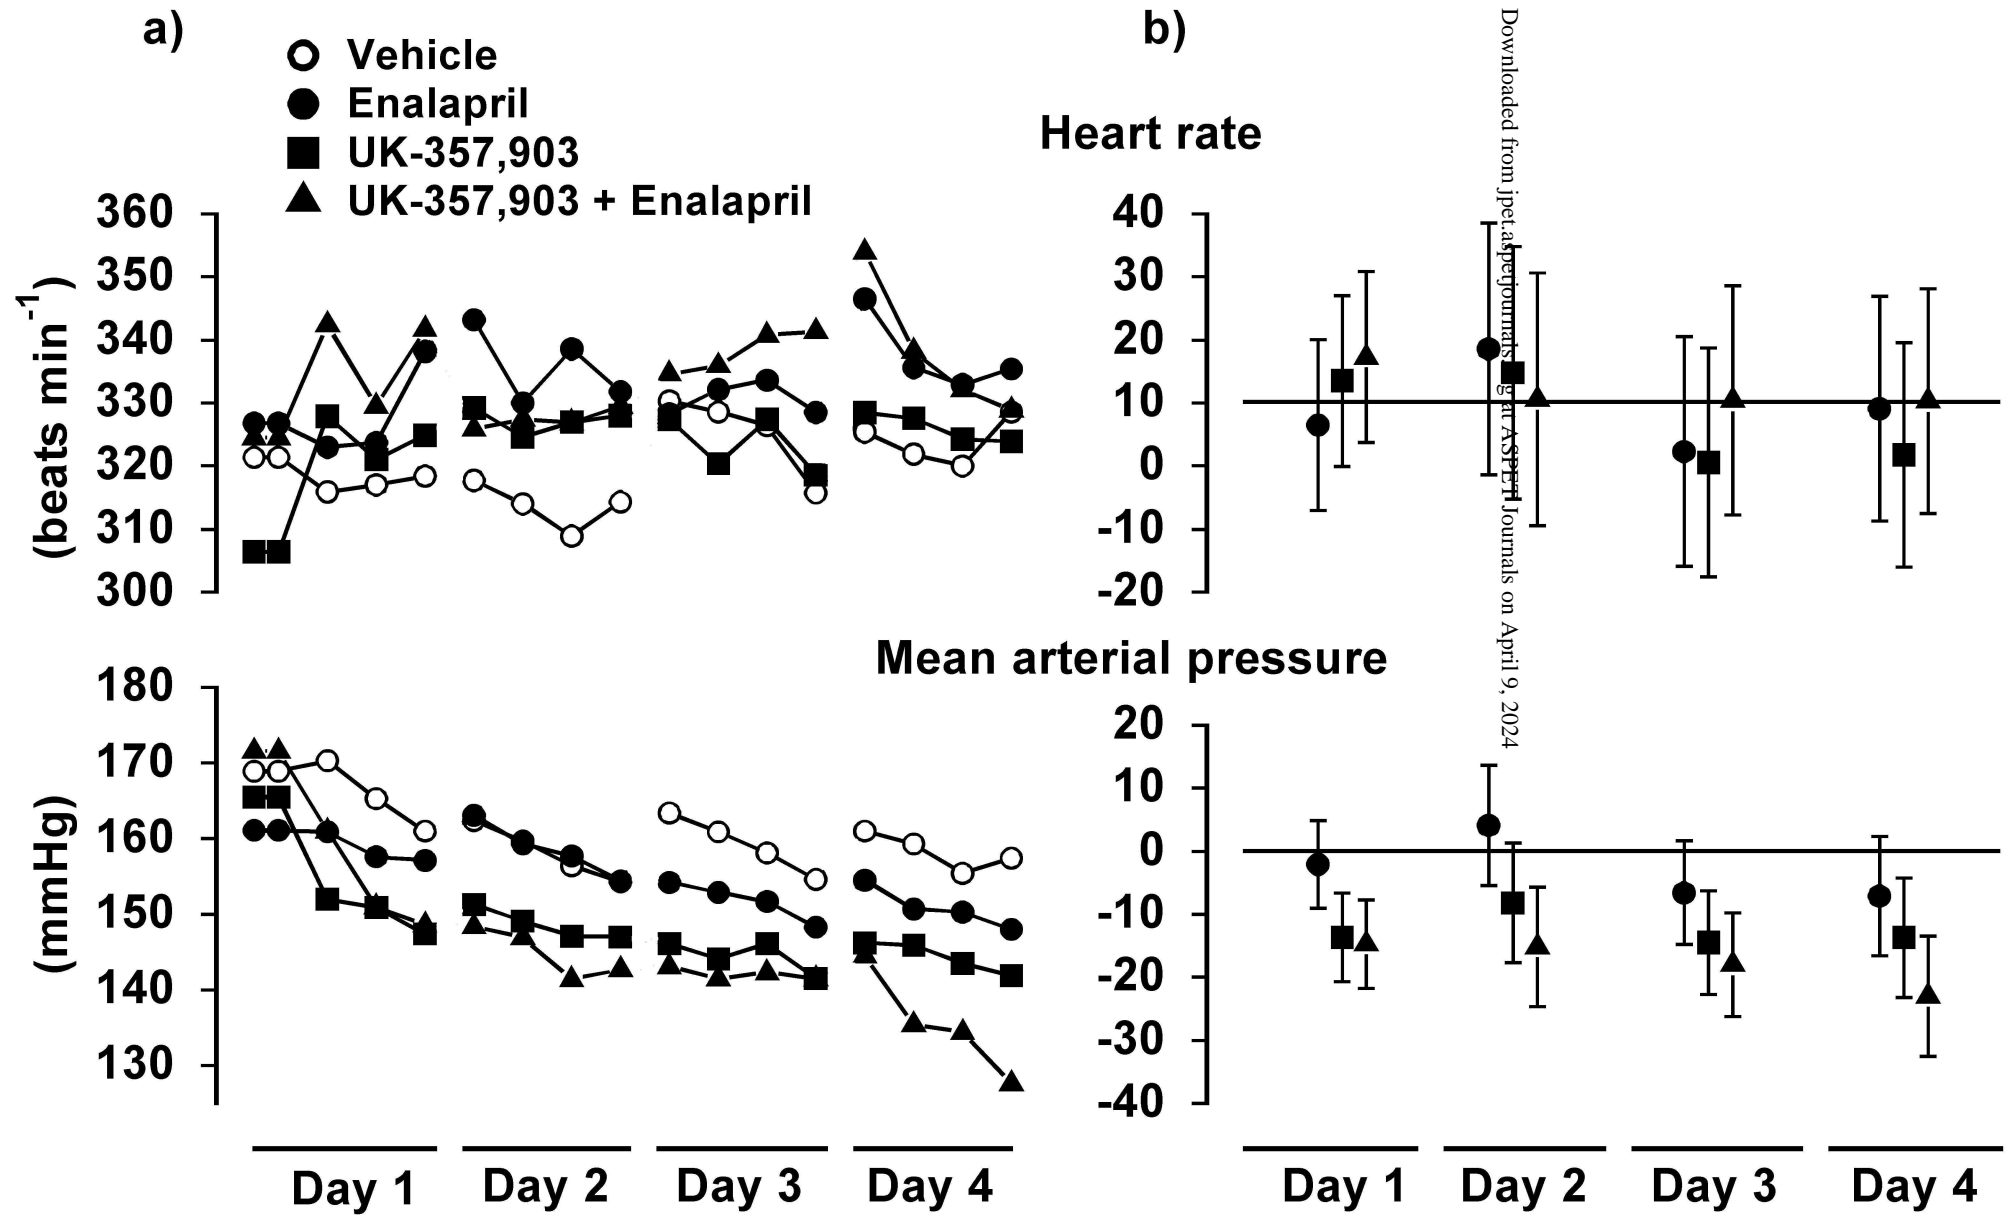 a)
b)
Vehicle
Enalapril
UK-357,903
UK-357,903 + Enalapril
Heart rate
(beats min-1)
360
350
340
330
320
310
300
40
30
20
10
0
-10
-20
Mean arterial pressure
(mmHg)
180
170
160
150
140
130
20
10
0
-10
-20
-30
-40
Day 1
Day 2
Day 3
Day 4
Day 1
Day 2
Day 3
Day 4
Downloaded from jpet.aspetjournals at ASPET Journals on April 9, 2024